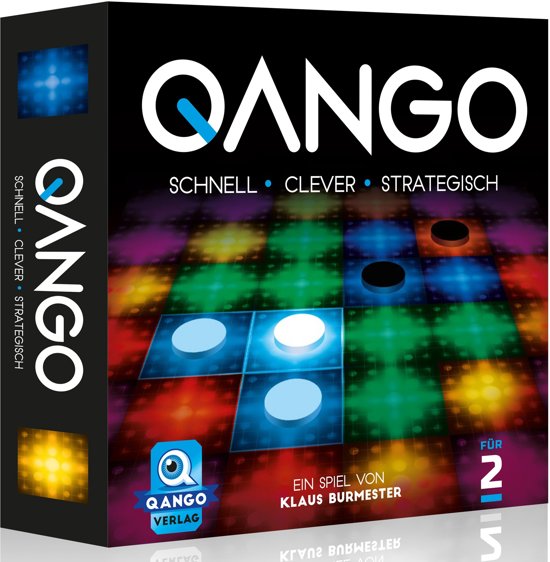 QANGO
SCHNELL • CLEVER • STRATEGISCH
QANGO
SCHNELL • CLEVER • STRATEGISCH
QANGO
VERLAG
EIN SPIEL VON
KLAUS BURMESTER
FÜR
2